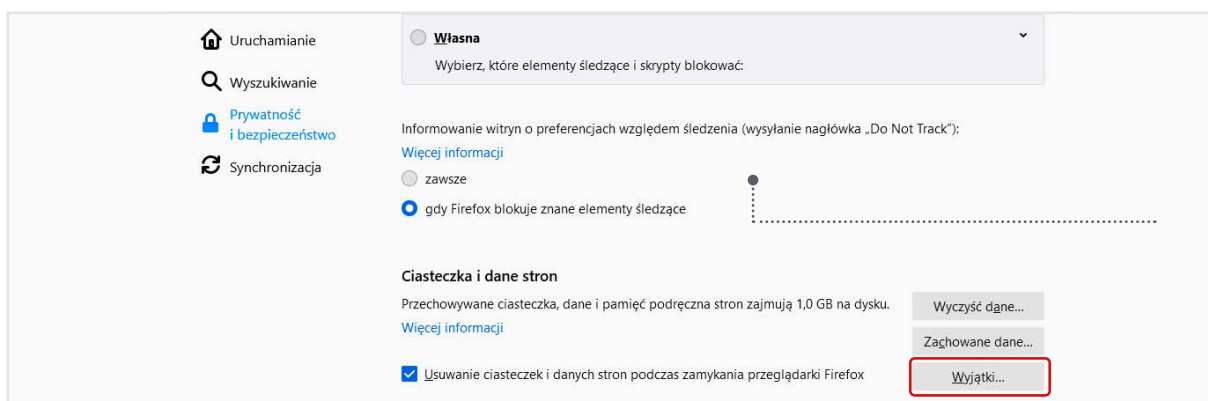 Uruchamianie
Wyszukiwanie
Prywatność
i bezpieczeństwo
Synchronizacja
Własna
Wybierz, które elementy śledzące i skrypty blokować:
Informowanie witryn o preferencjach względem śledzenia (wysyłanie nagłówka „Do Not Track”):
Więcej informacji
zawsze
gdy Firefox blokuje znane elementy śledzące
Ciasteczka i dane stron
Przechowywane ciasteczka, dane i pamięć podręczna stron zajmują 1,0 GB na dysku.
Wyczyść dane...
Więcej informacji
Zachowane dane...
Usuwanie ciasteczek i danych stron podczas zamykania przeglądarki Firefox
Wyjątki...